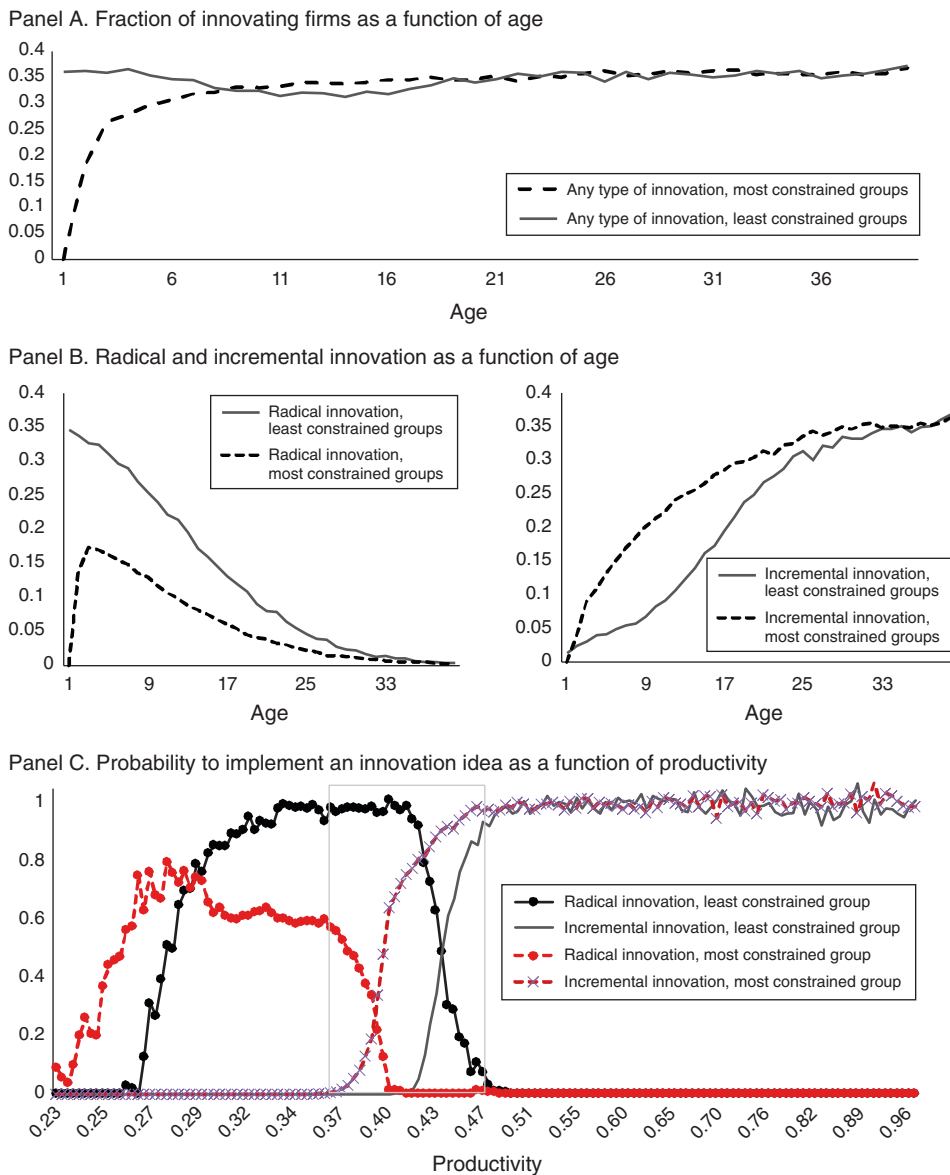 Panel A. Fraction of innovating firms as a function of age
0.4
0.35
0.3
0.25
0.2
0.15
0.1
0.05
0
Any type of innovation, most constrained groups
Any type of innovation, least constrained groups
1 6 11 16 21 26 31 36
Age
Panel B. Radical and incremental innovation as a function of age
0.4
0.35
0.3
0.25
0.2
0.15
0.1
0.05
0
Radical innovation,
least constrained groups
Radical innovation,
most constrained groups
1 9 17 25 33
Age
0.4
0.35
0.3
0.25
0.2
0.15
0.1
0.05
0
Incremental innovation,
least constrained groups
Incremental innovation,
most constrained groups
1 9 17 25 33
Age
Panel C. Probability to implement an innovation idea as a function of productivity
1
0.8
0.6
0.4
0.2
0
Radical innovation, least constrained group
Incremental innovation, least constrained group
Radical innovation, most constrained group
Incremental innovation, most constrained group
0.23 0.25 0.27 0.29 0.32 0.34 0.37 0.40 0.43 0.47 0.51 0.55 0.60 0.65 0.70 0.76 0.82 0.89 0.96
Productivity